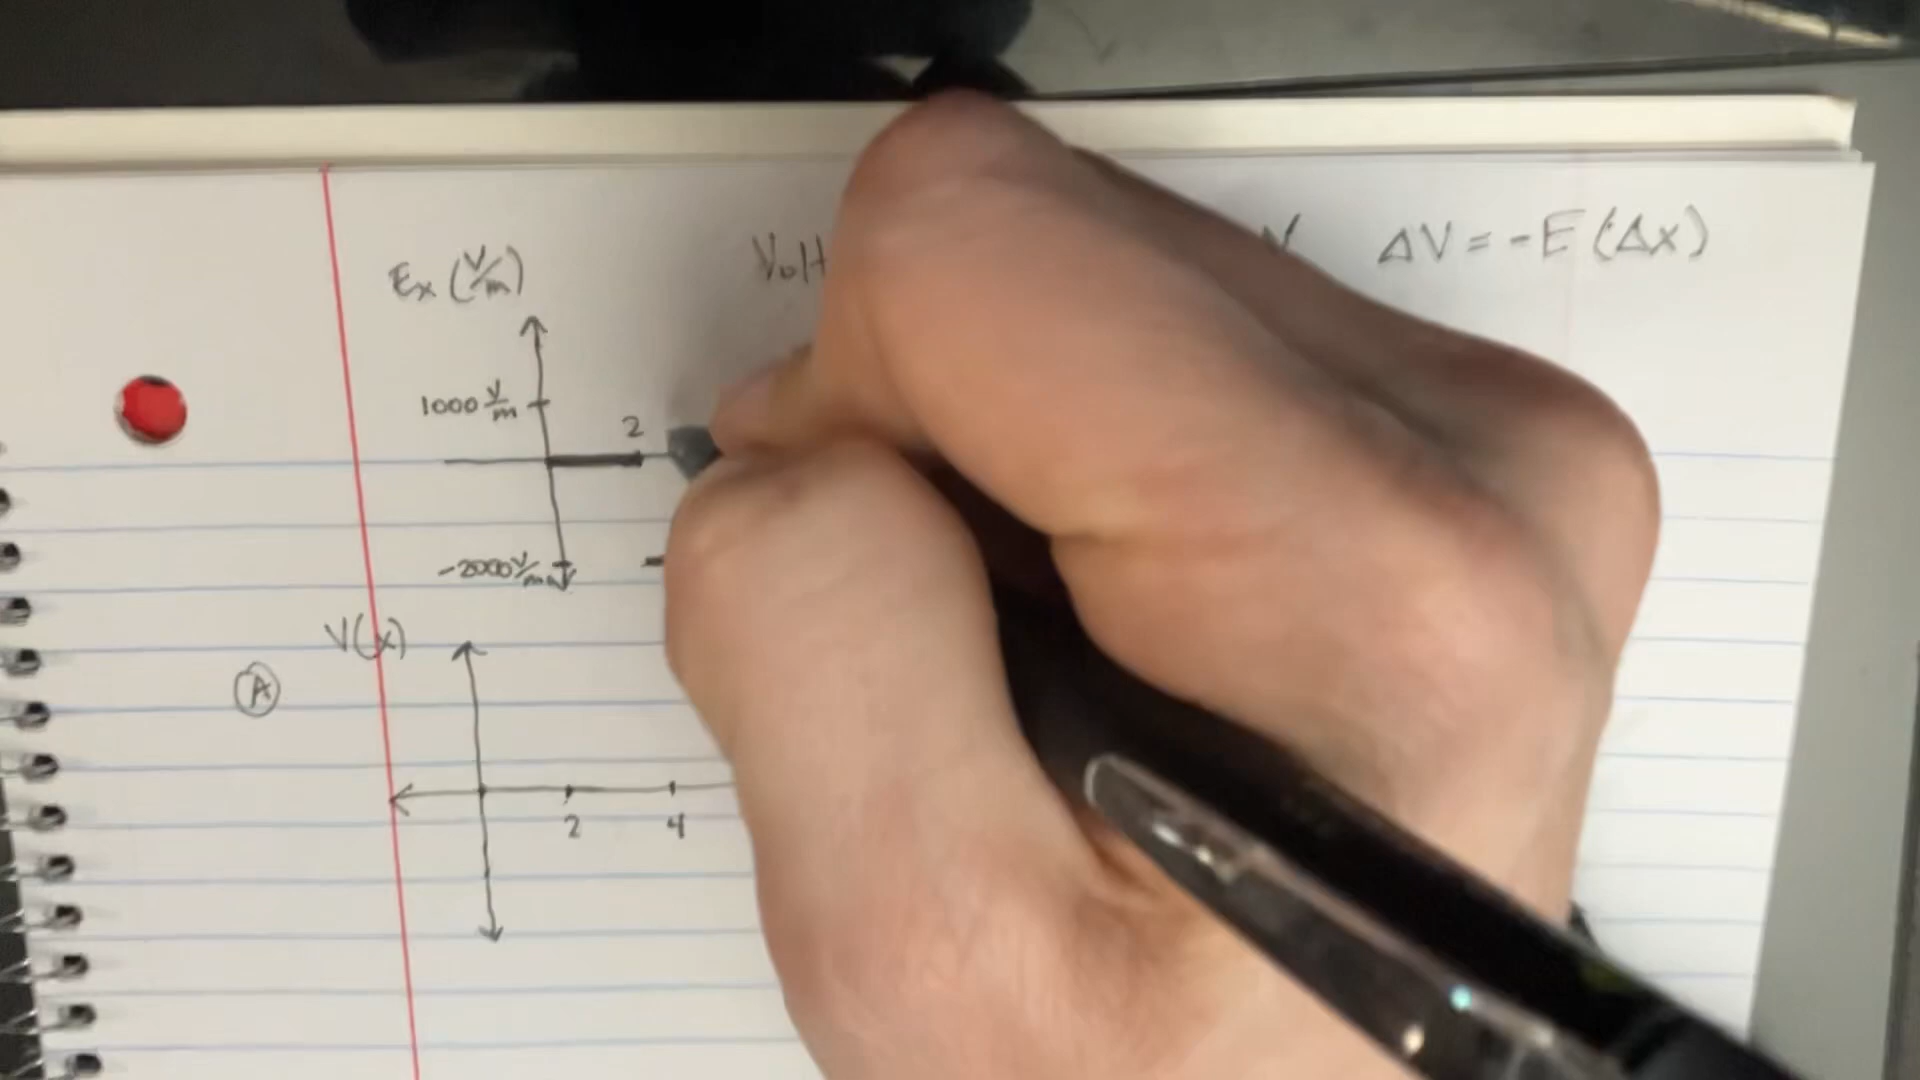 Ex (V/m)
ΔV = -E (Δx)
1000 V/m
2
-2000 V/m
V(x)
A
2 4